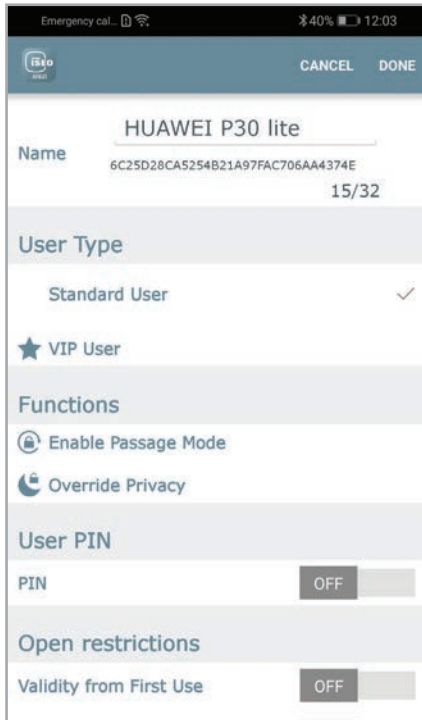 Emergency cal... 40% 12:03
iseo
CANCEL DONE
HUAWEI P30 lite
Name
6C25D28CA5254B21A97FAC706AA4374E
15/32
User Type
Standard User
VIP User
Functions
Enable Passage Mode
Override Privacy
User PIN
PIN OFF
Open restrictions
Validity from First Use OFF